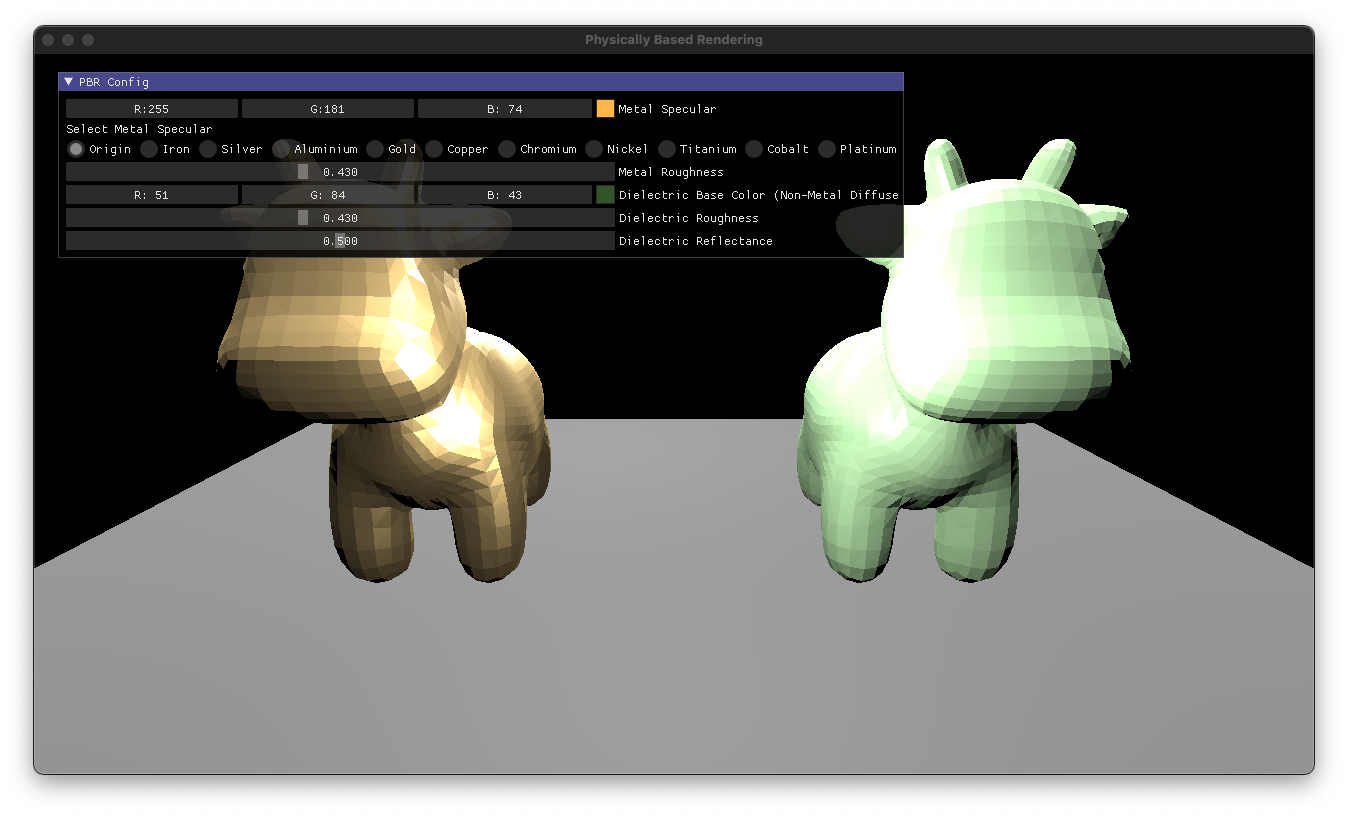 Physically Based Rendering
PBR Config
R:255 G:181 B: 74 Metal Specular
Select Metal Specular
Origin Iron Silver Aluminium Gold Copper Chromium Nickel Titanium Cobalt Platinum
0.430 Metal Roughness
R: 51 G: 84 B: 43 Dielectric Base Color (Non-Metal Diffuse
0.430 Dielectric Roughness
0.500 Dielectric Reflectance